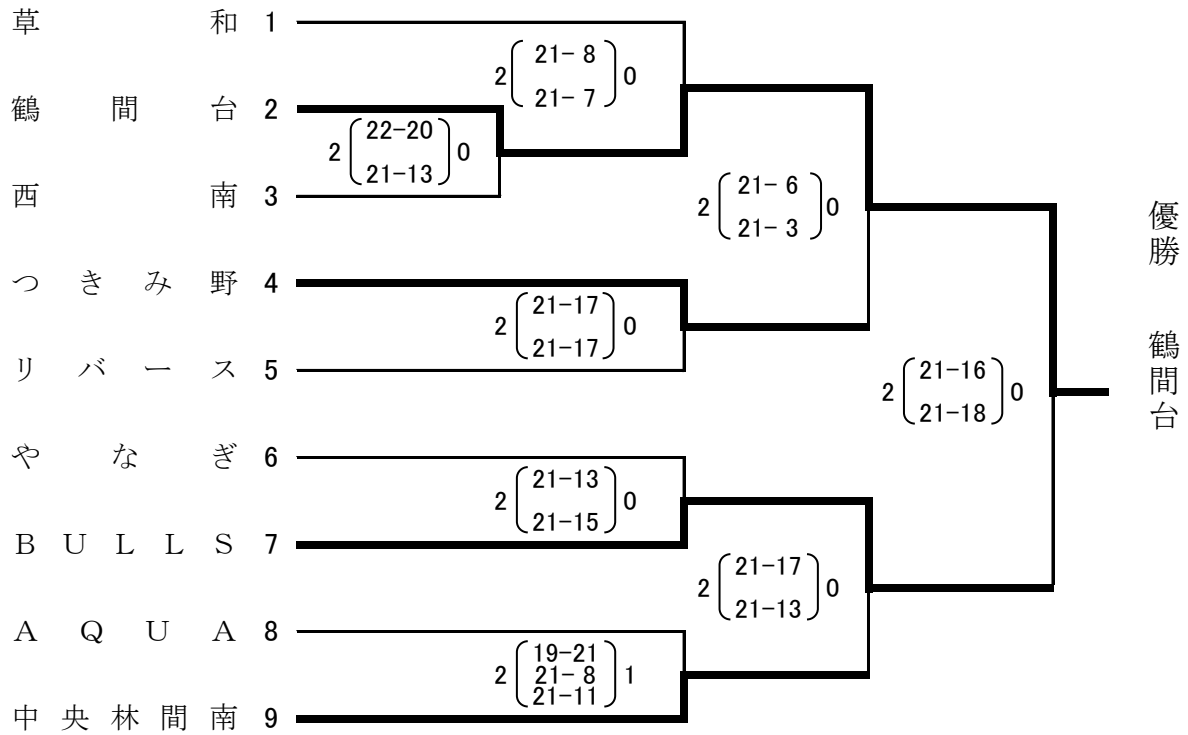 草和 1
2 21- 8 0
21- 7
鶴間台 2
2 22-20 0
21-13
西南 3
2 21- 6 0
21- 3
つきみ野 4
2 21-17 0
21-17
リバース 5
2 21-16 0
21-18
優勝 鶴間台
やなぎ 6
2 21-13 0
21-15
BULLS 7
2 21-17 0
21-13
AQUA 8
19-21
2 21- 8 1
21-11
中央林間南 9